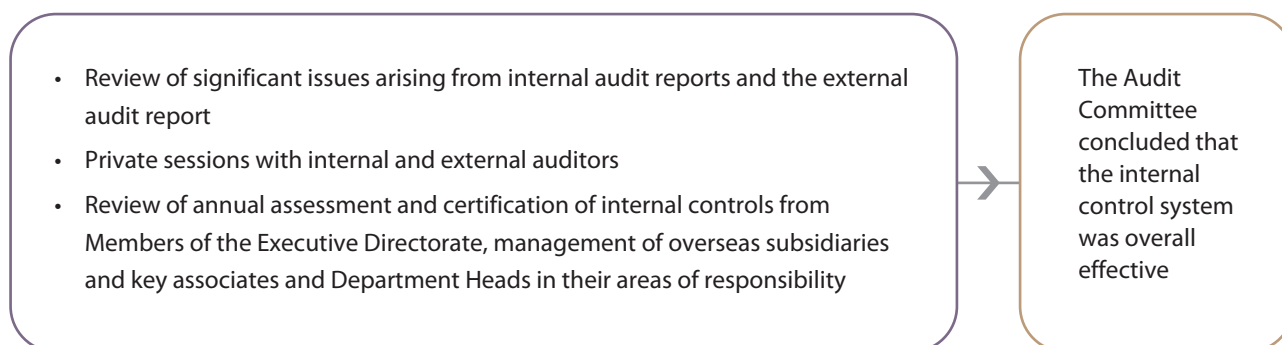 • Review of significant issues arising from internal audit reports and the external
audit report
• Private sessions with internal and external auditors
• Review of annual assessment and certification of internal controls from
Members of the Executive Directorate, management of overseas subsidiaries
and key associates and Department Heads in their areas of responsibility
The Audit
Committee
concluded that
the internal
control system
was overall
effective